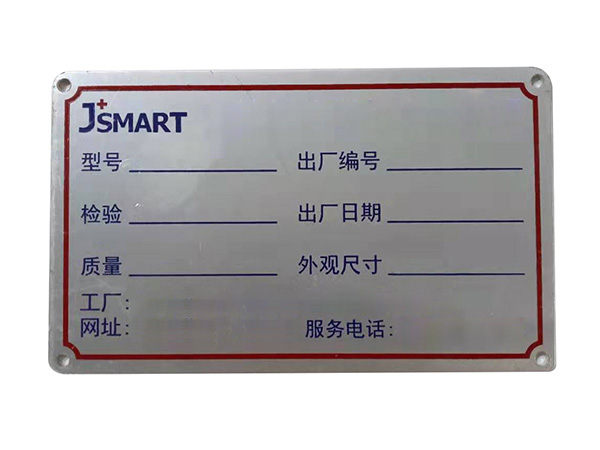 J+SMART
型号 出厂编号
检验 出厂日期
质量 外观尺寸
工厂:
网址: 服务电话: